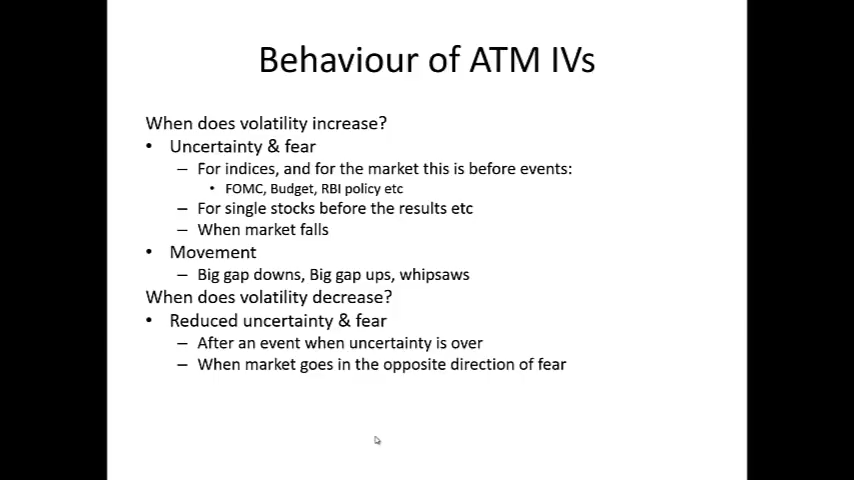 Behaviour of ATM IVs
When does volatility increase?
• Uncertainty & fear
– For indices, and for the market this is before events:
• FOMC, Budget, RBI policy etc
– For single stocks before the results etc
– When market falls
• Movement
– Big gap downs, Big gap ups, whipsaws
When does volatility decrease?
• Reduced uncertainty & fear
– After an event when uncertainty is over
– When market goes in the opposite direction of fear